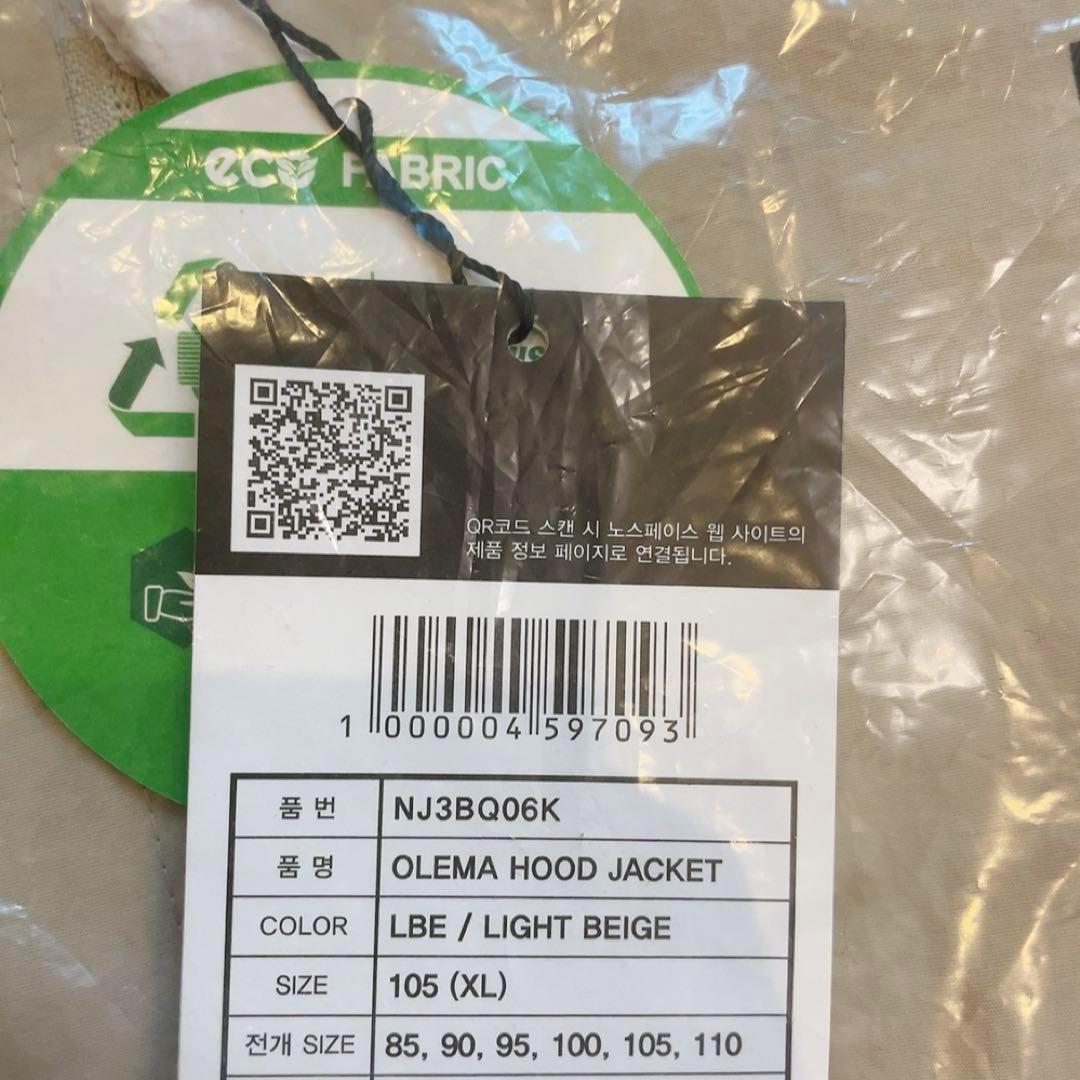 eco FABRIC
QR코드 스캔 시 노스페이스 웹 사이트의
제품 정보 페이지로 연결됩니다.
1 000004 597093
품 번 NJ3BQ06K
품 명 OLEMA HOOD JACKET
COLOR LBE / LIGHT BEIGE
SIZE 105 (XL)
전개 SIZE 85, 90, 95, 100, 105, 110